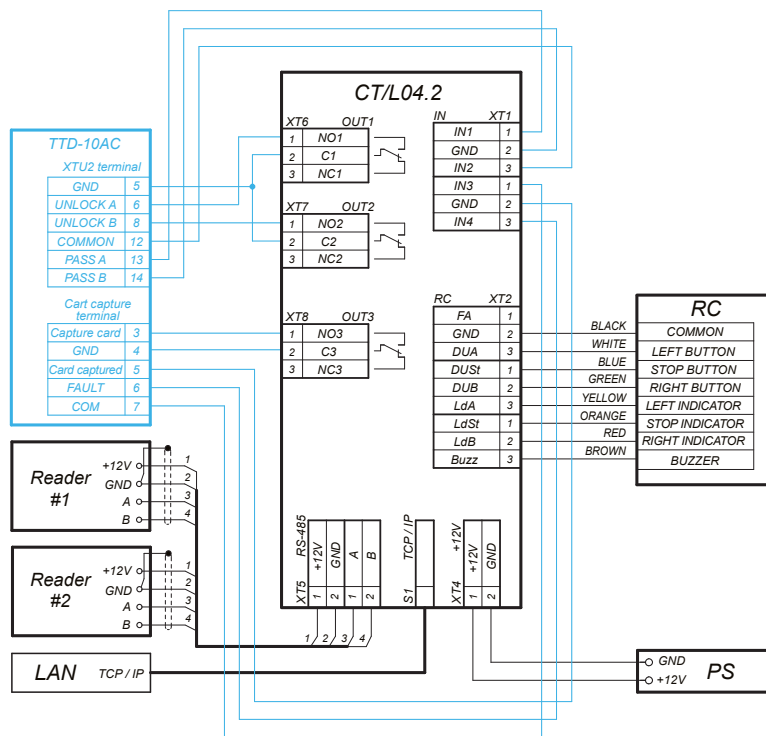 CT/L04.2
XT6 OUT1
1 NO1
2 C1
3 NC1
XT7 OUT2
1 NO2
2 C2
3 NC2
XT8 OUT3
1 NO3
2 C3
3 NC3
IN XT1
IN1 1
GND 2
IN2 3
IN3 1
GND 2
IN4 3
RC XT2
FA 1
GND 2
DUA 3
DUSt 1
DUB 2
LdA 3
LdSt 1
LdB 2
Buzz 3
TTD-10AC
XTU2 terminal
GND 5
UNLOCK A 6
UNLOCK B 8
COMMON 12
PASS A 13
PASS B 14
Cart capture
terminal
Capture card 3
GND 4
Card captured 5
FAULT 6
COM 7
BLACK
WHITE
BLUE
GREEN
YELLOW
ORANGE
RED
BROWN
RC
COMMON
LEFT BUTTON
STOP BUTTON
RIGHT BUTTON
LEFT INDICATOR
STOP INDICATOR
RIGHT INDICATOR
BUZZER
Reader
#1
+12V 1
GND 2
A 3
B 4
Reader
#2
+12V 1
GND 2
A 3
B 4
RS-485
XT5
+12V 1
GND 2
A 1
B 2
1 2 3 4
TCP / IP
S1
+12V
XT4
+12V 1
GND 2
LAN TCP / IP
GND
+12V
PS